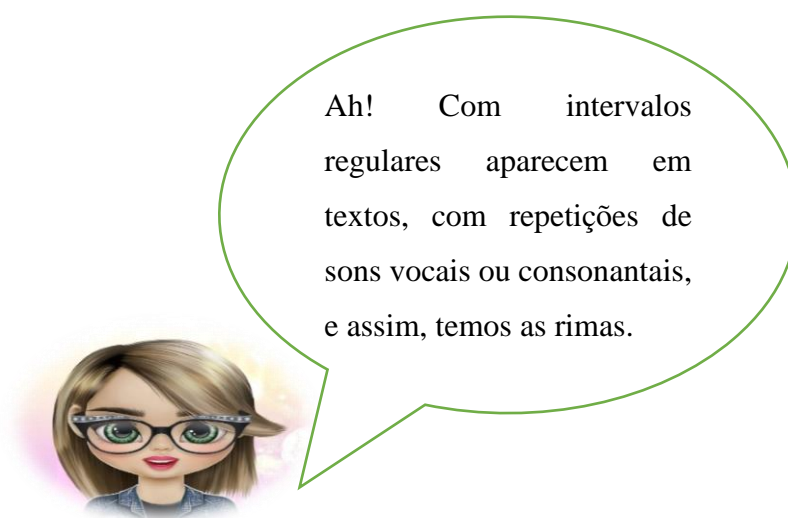 Ah! Com intervalos
regulares aparecem em
textos, com repetições de
sons vocais ou consonantais,
e assim, temos as rimas.